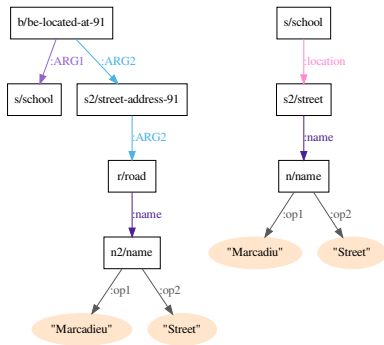 b/be-located-at-91
s/school
:ARG1
:ARG2
:location
s/school
s2/street-address-91
s2/street
:ARG2
:name
r/road
n/name
:name
:op1
:op2
n2/name
"Marcadiu"
"Street"
:op1
:op2
"Marcadieu"
"Street"